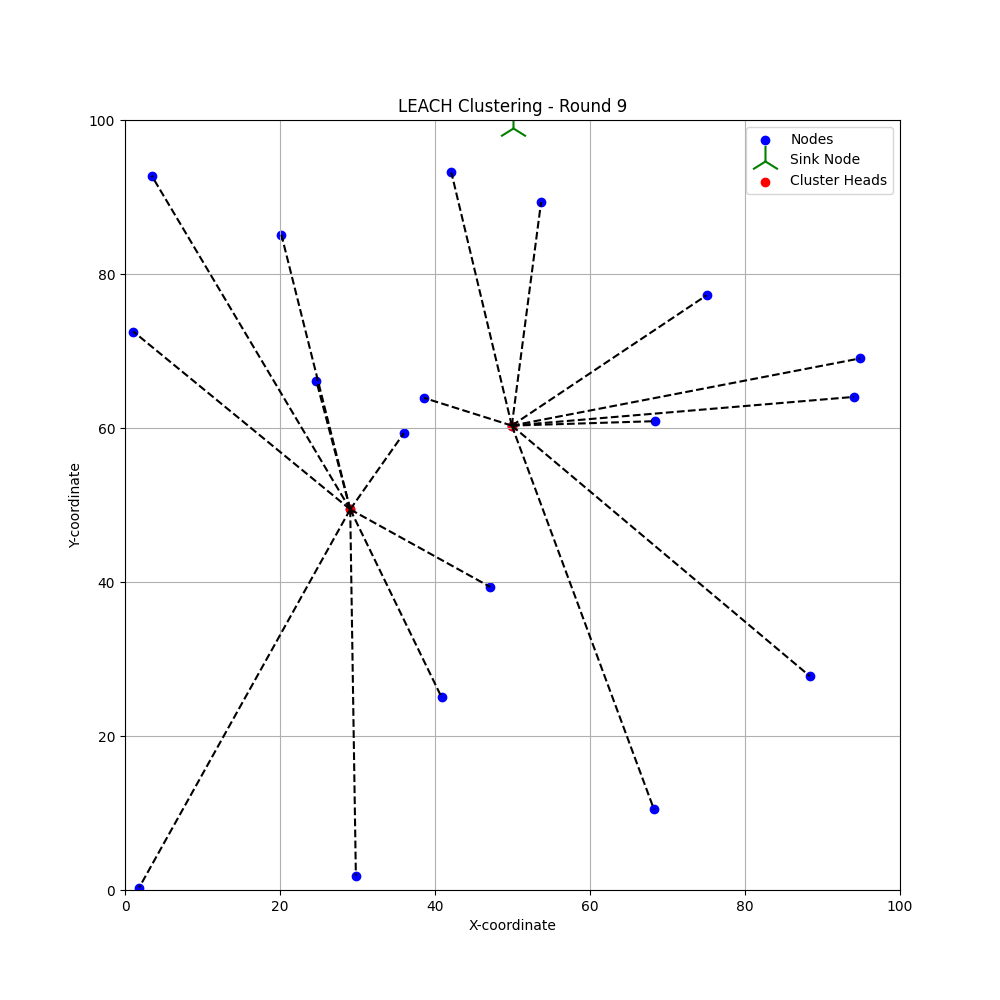 LEACH Clustering - Round 9
Nodes
Sink Node
Cluster Heads
100
80
60
40
20
0
Y-coordinate
0 20 40 60 80 100
X-coordinate